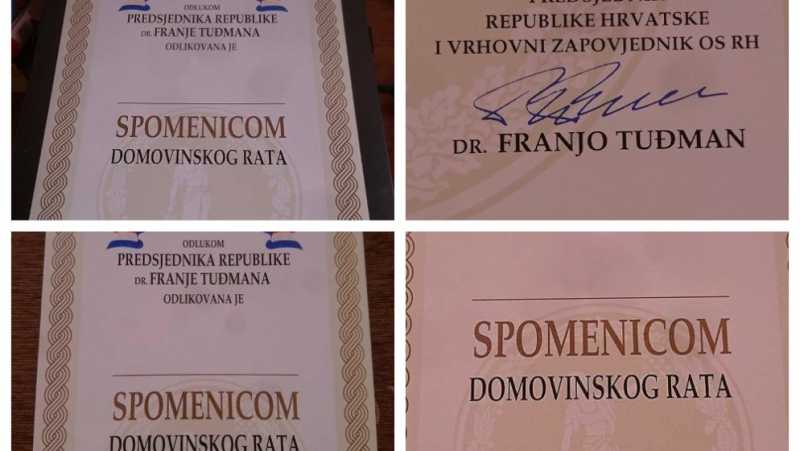 ODLUKOM
PREDSJEDNIKA REPUBLIKE
DR. FRANJE TUĐMANA
ODLIKOVANA JE
SPOMENICOM
DOMOVINSKOG RATA
REPUBLIKE HRVATSKE
I VRHOVNI ZAPOVJEDNIK OS RH
DR. FRANJO TUĐMAN
ODLUKOM
PREDSJEDNIKA REPUBLIKE
DR. FRANJE TUĐMANA
ODLIKOVANA JE
SPOMENICOM
DOMOVINSKOG RATA
SPOMENICOM
DOMOVINSKOG RATA